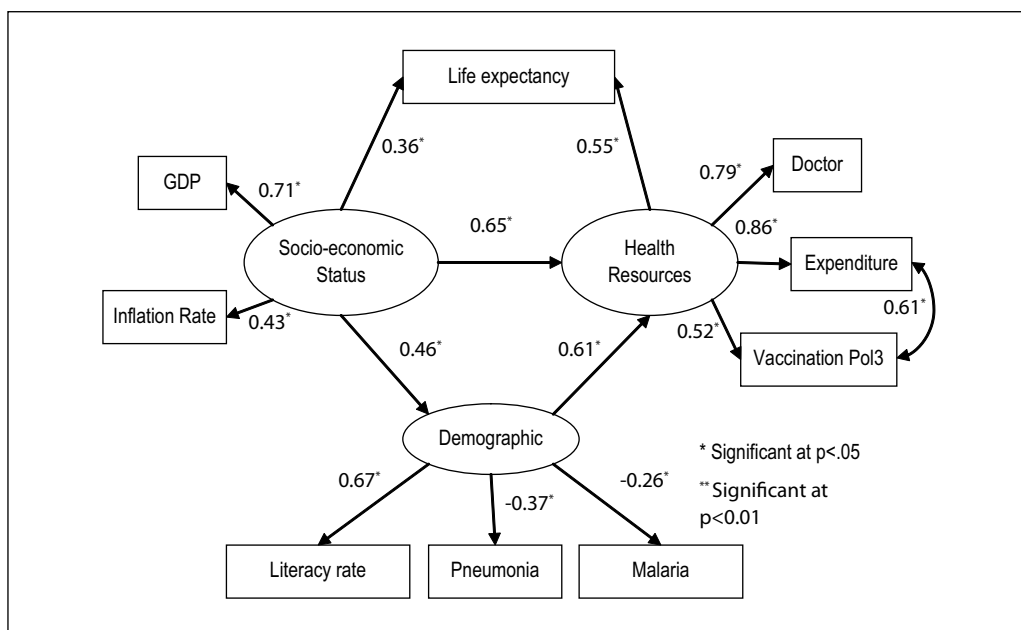 Life expectancy
0.36*
0.55*
GDP
0.71*
Doctor
0.79*
Socio-economic
Status
0.65*
Health
Resources
0.86*
Expenditure
Inflation Rate
0.43*
0.61*
0.52*
Vaccination Pol3
0.46*
0.61*
Demographic
* Significant at p<.05
** Significant at
p<0.01
0.67*
-0.37*
-0.26*
Literacy rate
Pneumonia
Malaria